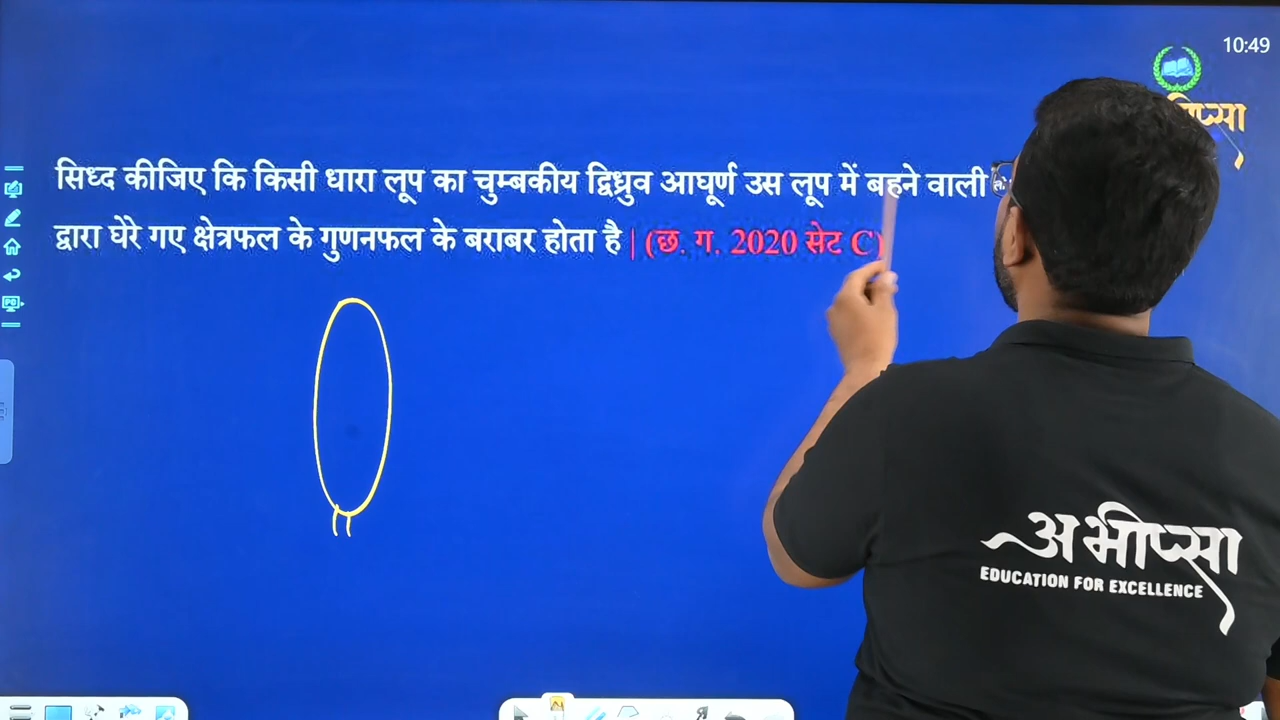 10:49
सिध्द कीजिए कि किसी धारा लूप का चुम्बकीय द्विध्रुव आघूर्ण उस लूप में बहने वाली
द्वारा घेरे गए क्षेत्रफल के गुणनफल के बराबर होता है | (छ. ग. 2020 सेट C)
अभीप्सा
EDUCATION FOR EXCELLENCE